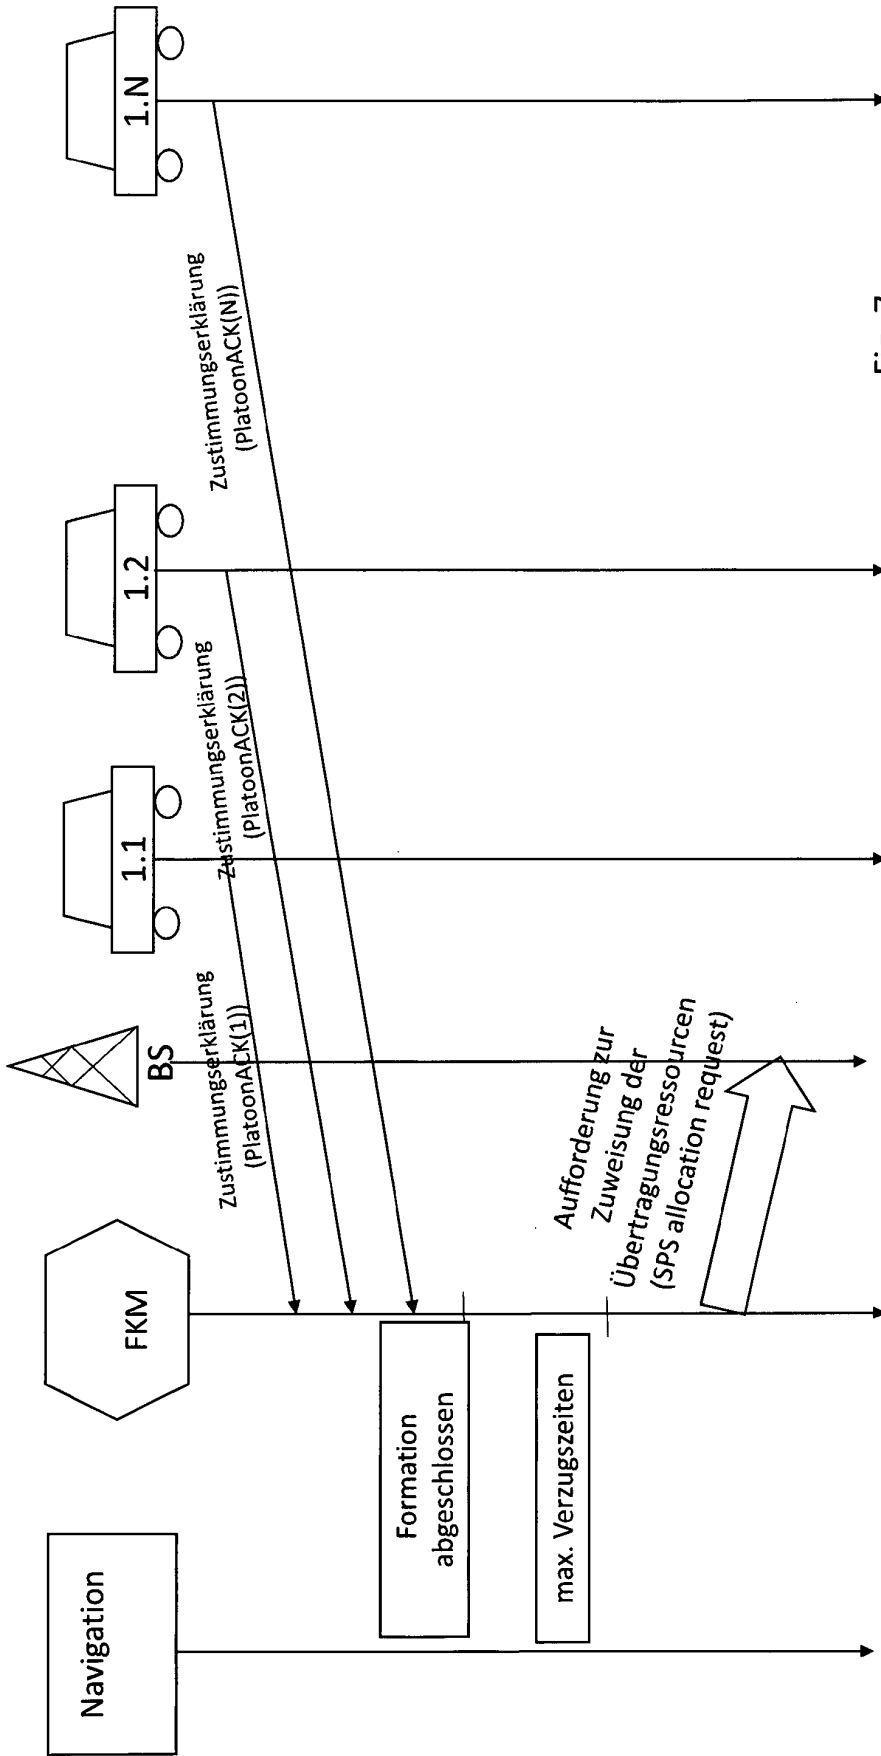 Navigation
FKM
BS
1.1
1.2
1.N
Zustimmungserklärung
(PlatoonACK(1))
Zustimmungserklärung
(PlatoonACK(2))
Zustimmungserklärung
(PlatoonACK(N))
Formation
abgeschlossen
max. Verzugszeiten
Aufforderung zur
Zuweisung der
Übertragungsressourcen
(SPS allocation request)